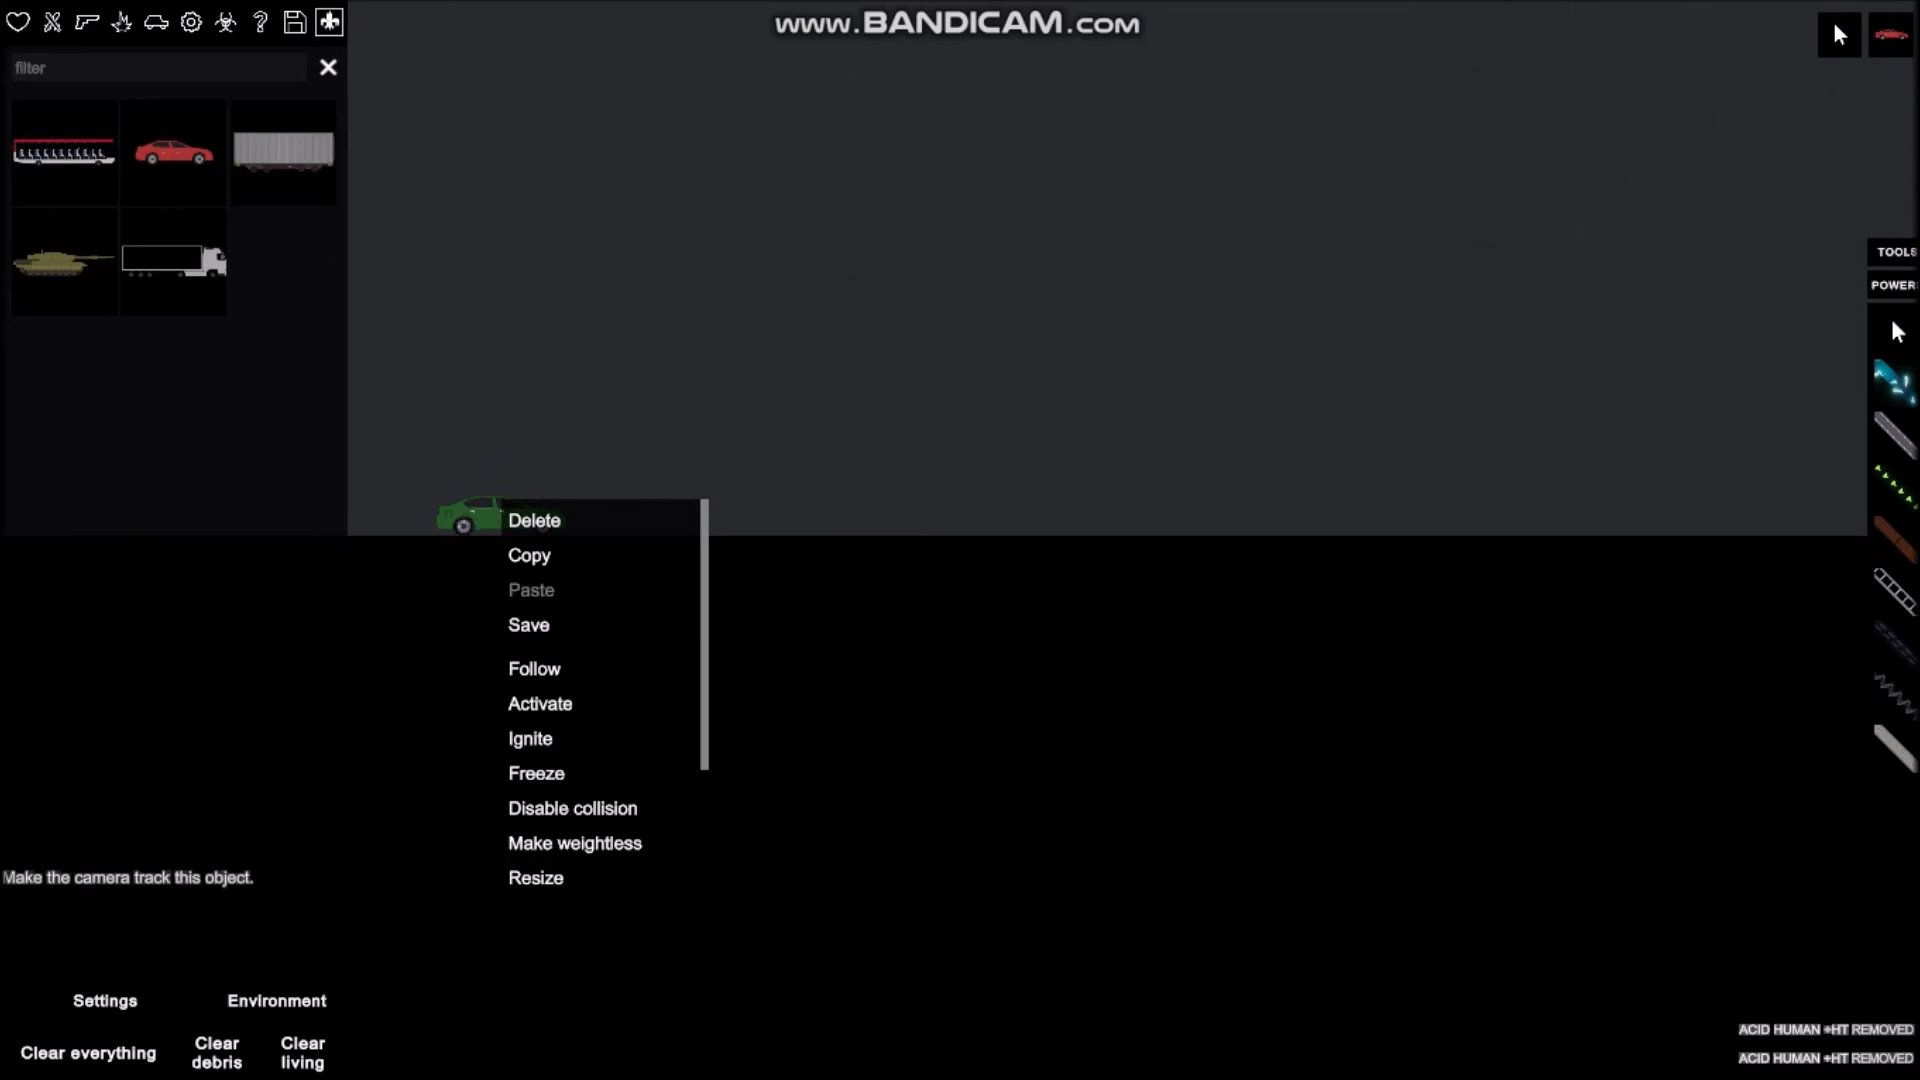 www.BANDICAM.com
filter
TOOLS
POWER
Delete
Copy
Paste
Save
Follow
Activate
Ignite
Freeze
Disable collision
Make weightless
Resize
Make the camera track this object.
Settings
Environment
Clear everything
Clear debris
Clear living
ACID HUMAN =HT REMOVED
ACID HUMAN =HT REMOVED